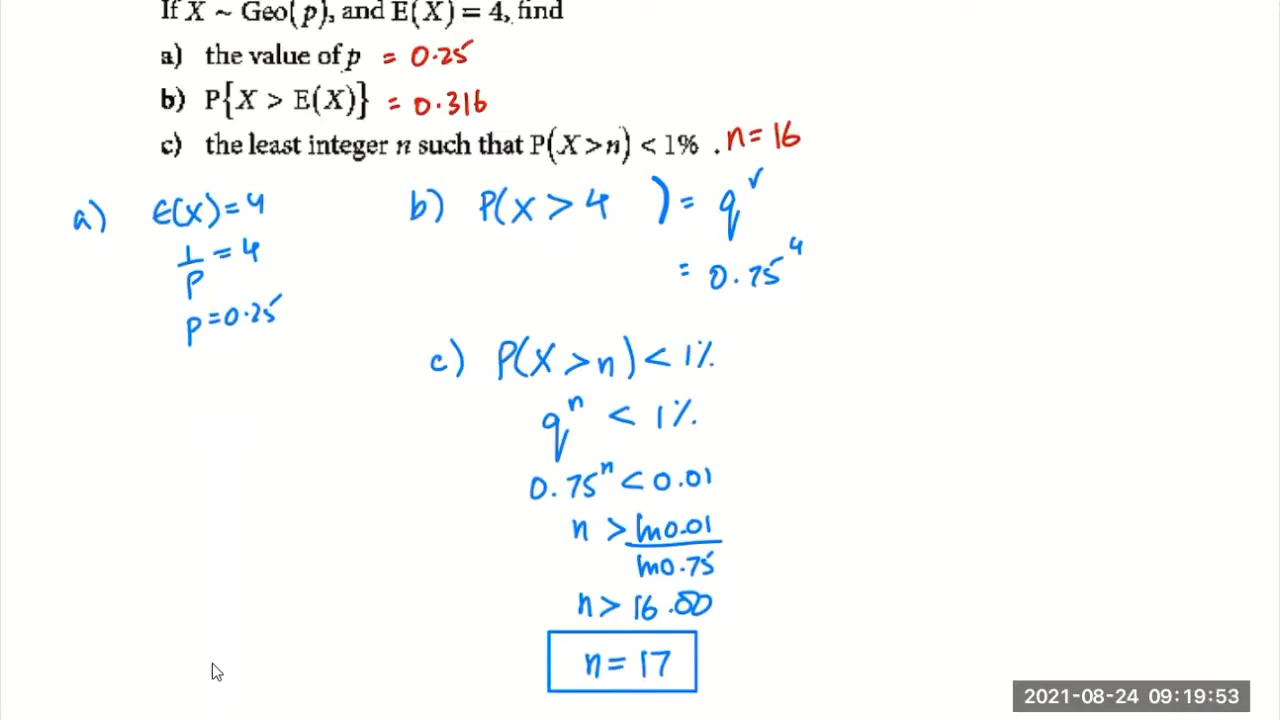 If X ~ Geo(p), and E(X) = 4, find
a) the value of p = 0.25
b) P{X > E(X)} = 0.316
c) the least integer n such that P(X>n) < 1% . n = 16
a) E(X) = 4
1/p = 4
p = 0.25
b) P(X > 4 ) = q^r
= 0.75^4
c) P(X > n) < 1%
q^n < 1%
0.75^n < 0.01
n > ln0.01/ln0.75
n > 16.00
n = 17
2021-08-24 09:19:53